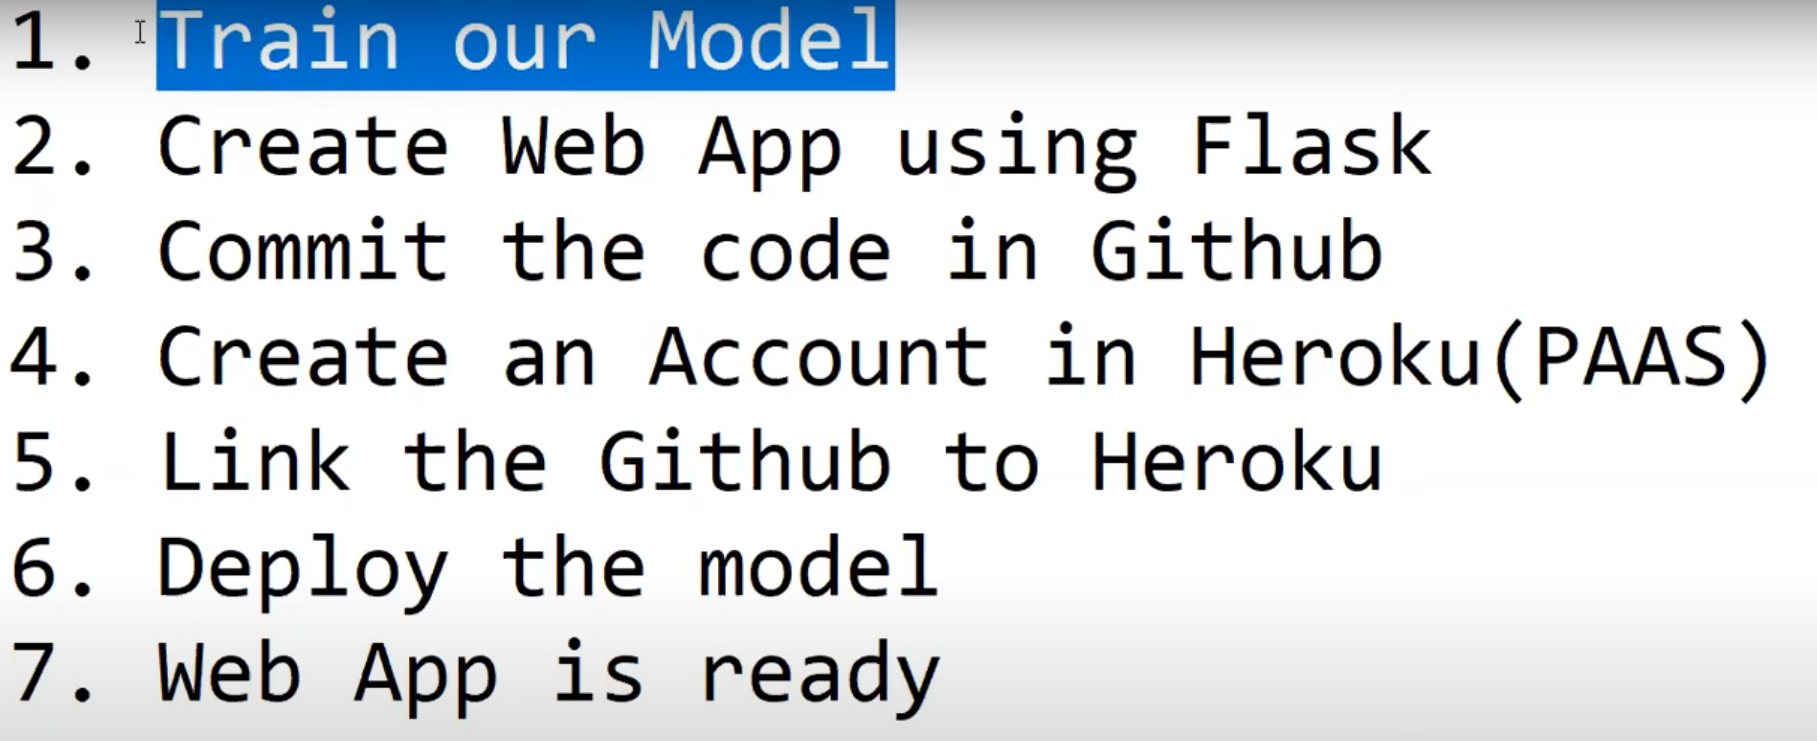 1. Train our Model
2. Create Web App using Flask
3. Commit the code in Github
4. Create an Account in Heroku(PAAS)
5. Link the Github to Heroku
6. Deploy the model
7. Web App is ready